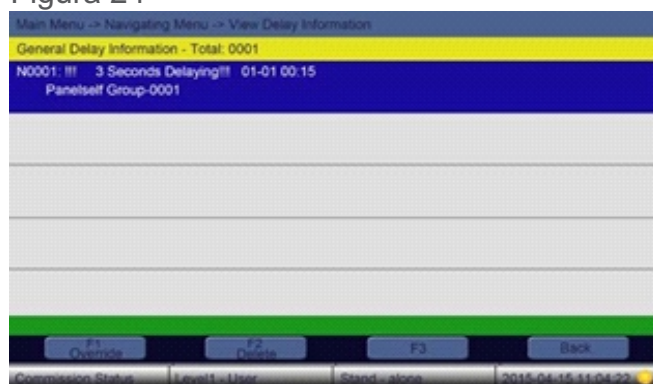 Main Menu -> Navigating Menu -> View Delay Information
General Delay Information - Total: 0001
N0001: !!! 3 Seconds Delaying!!! 01-01 00:15
Panelself Group-0001
F1 Override
F2 Delete
F3
Back
Commission Status Level1 - User Stand - alone 2015-04-15 11:04:22